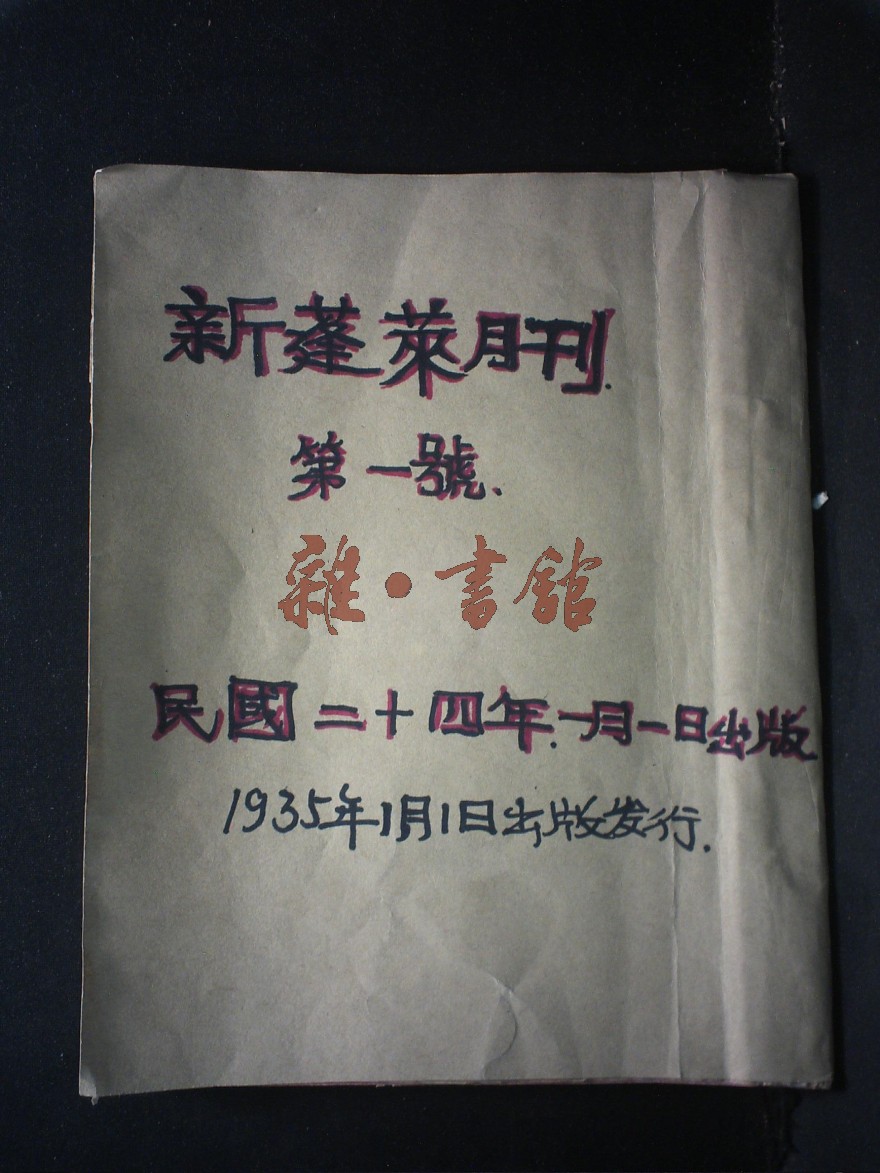 新蓬萊月刊.
第一號.
雜·書館
民國二十四年.一月一日出版
1935年1月1日出版发行.